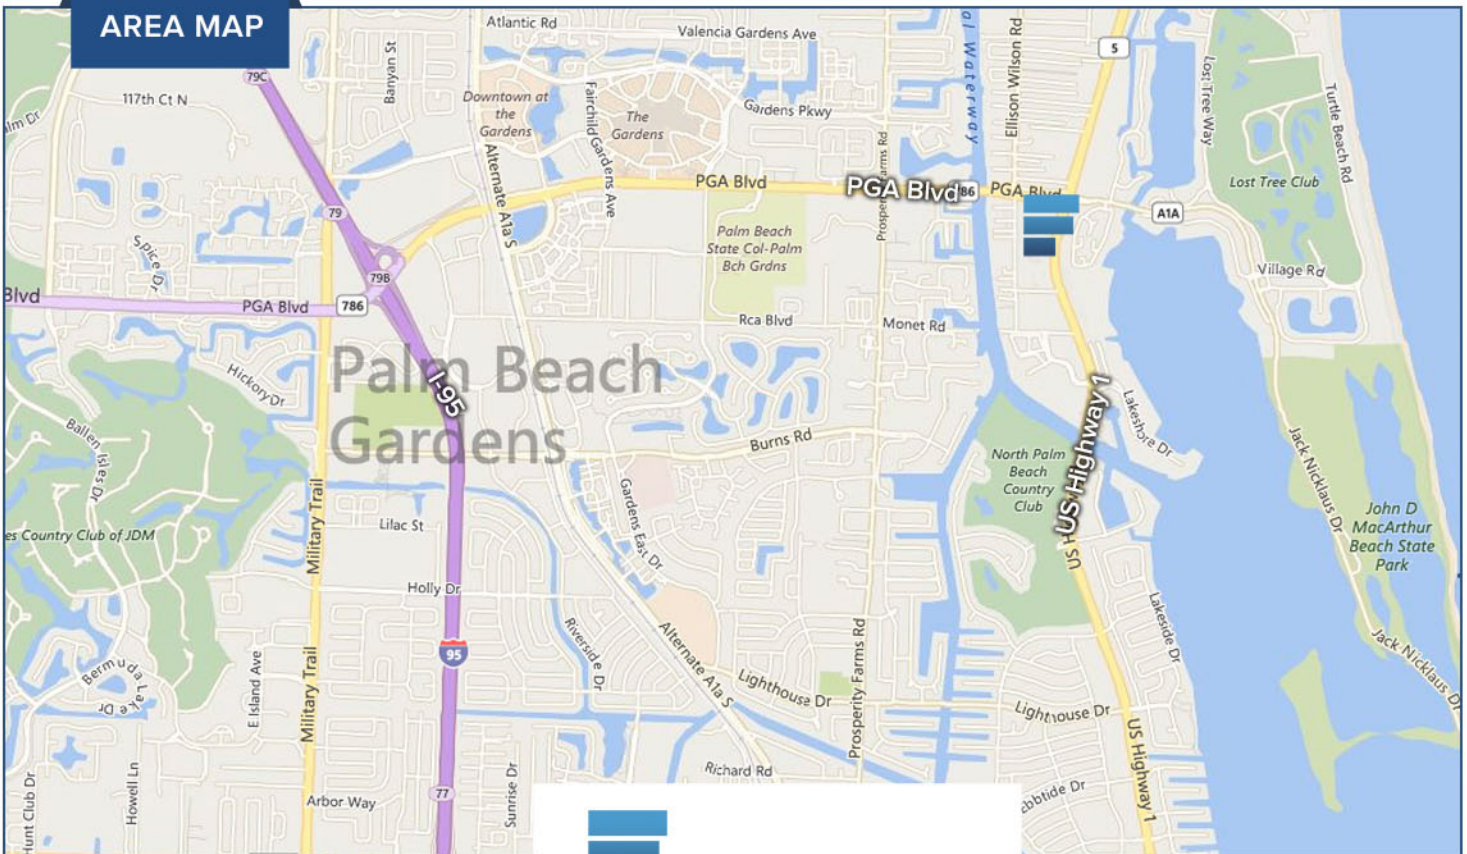 AREA MAP
Atlantic Rd
Valencia Gardens Ave
5
79C
Banyan St
117th Ct N
Downtown at
the
Gardens
Fairchild Gardens Ave
The
Gardens
Gardens Pkwy
Ellison Wilson Rd
Lost Tree Way
Turtle Beach Rd
Alternate A1a S
PGA Blvd
PGA Blvd
PGA Blvd
Lost Tree Club
A1A
79
Spice Dr
Palm Beach
State Col-Palm
Bch Grdns
79B
Village Rd
Blvd
PGA Blvd
786
Rca Blvd
Monet Rd
Palm Beach
Gardens
I-95
Hickory Dr
US Highway 1
Lakeshore Dr
Ballen Isles Dr
Burns Rd
North Palm
Beach
Country
Club
Jack Nicklaus Dr
John D
MacArthur
Beach State
Park
Military Trail
Lilac St
Gardens East Dr
es Country Club of JDM
US H
Holly Dr
Lakeside Dr
95
Riverside Dr
Alternate A1a S
Prosperity Farms Rd
Jack Nicklaus Dr
Bermuda Lake Dr
E Island Ave
Military Trail
Lighthouse Dr
Lighthouse Dr
US Highway 1
Hunt Club Dr
Howell Ln
Arbor Way
77
Sunrise Dr
Richard Rd